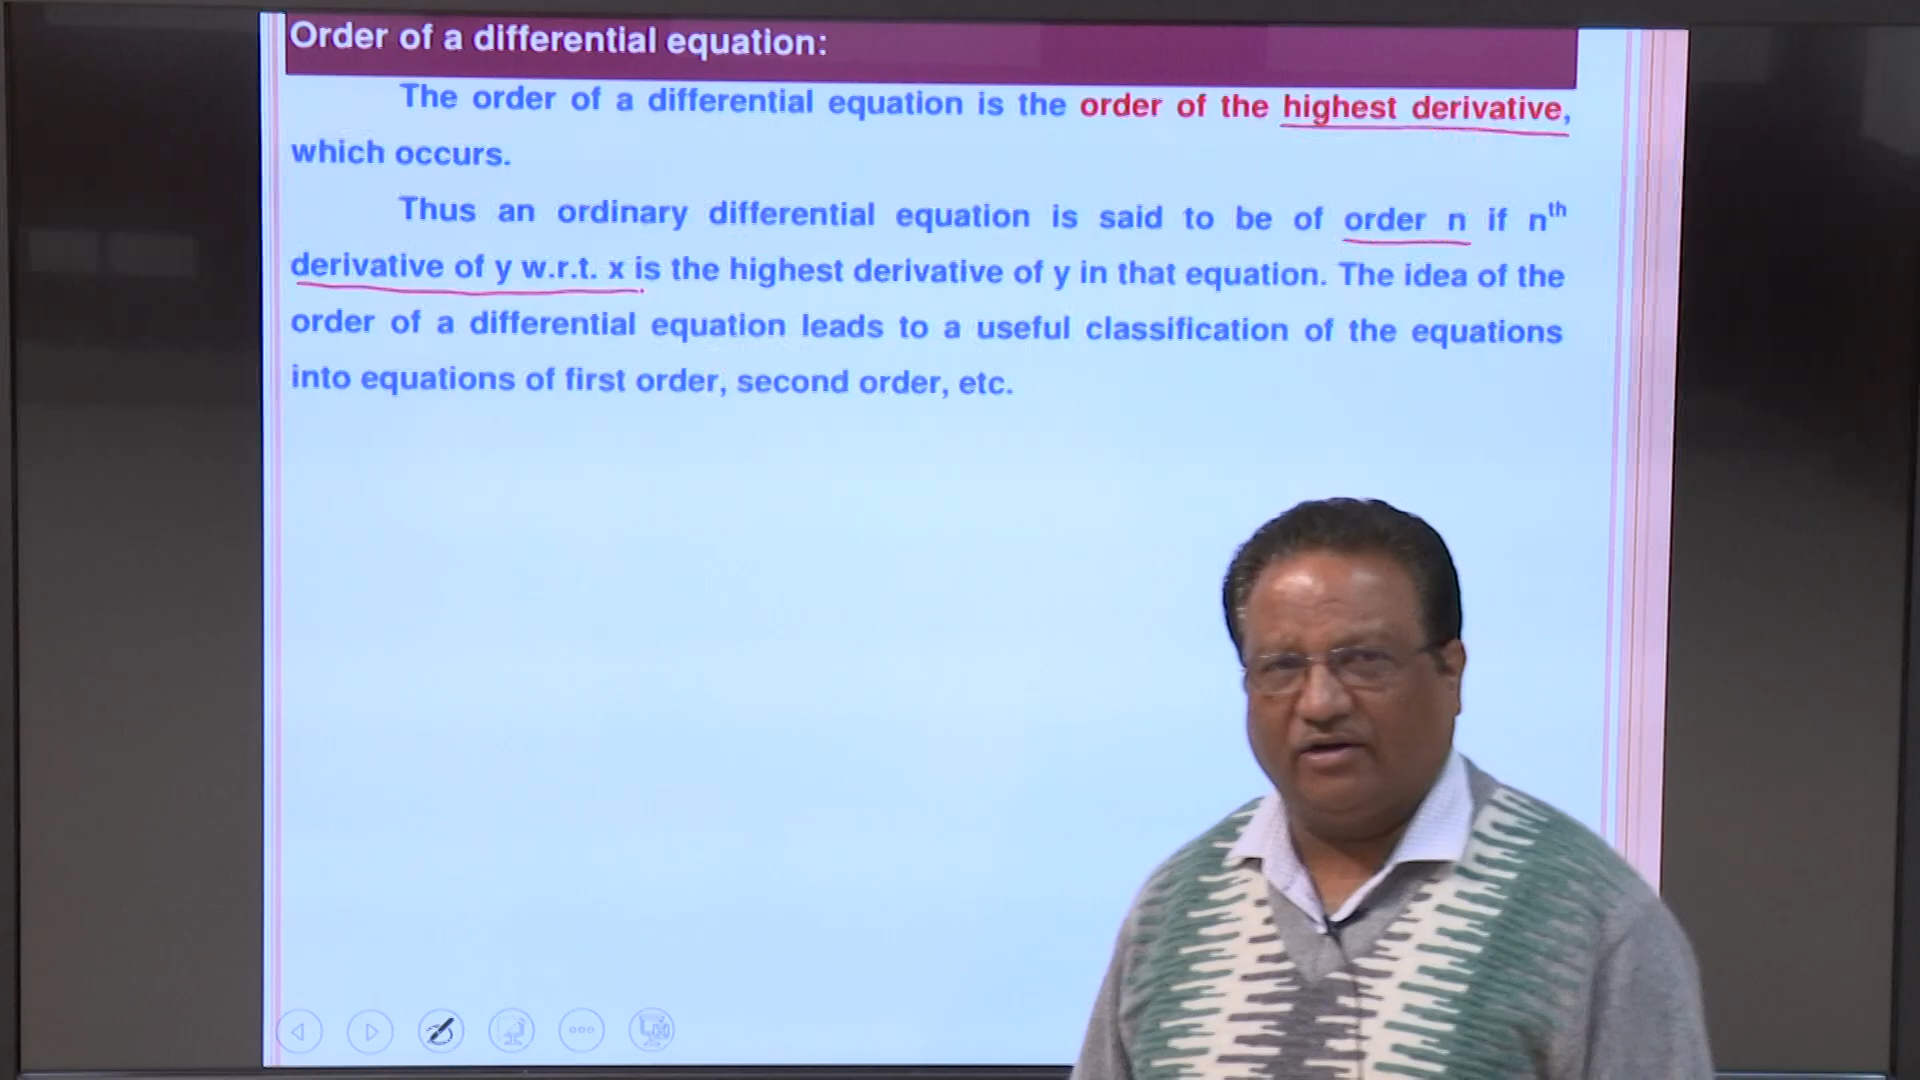 Order of a differential equation:
The order of a differential equation is the order of the highest derivative,
which occurs.
Thus an ordinary differential equation is said to be of order n if nth
derivative of y w.r.t. x is the highest derivative of y in that equation. The idea of the
order of a differential equation leads to a useful classification of the equations
into equations of first order, second order, etc.